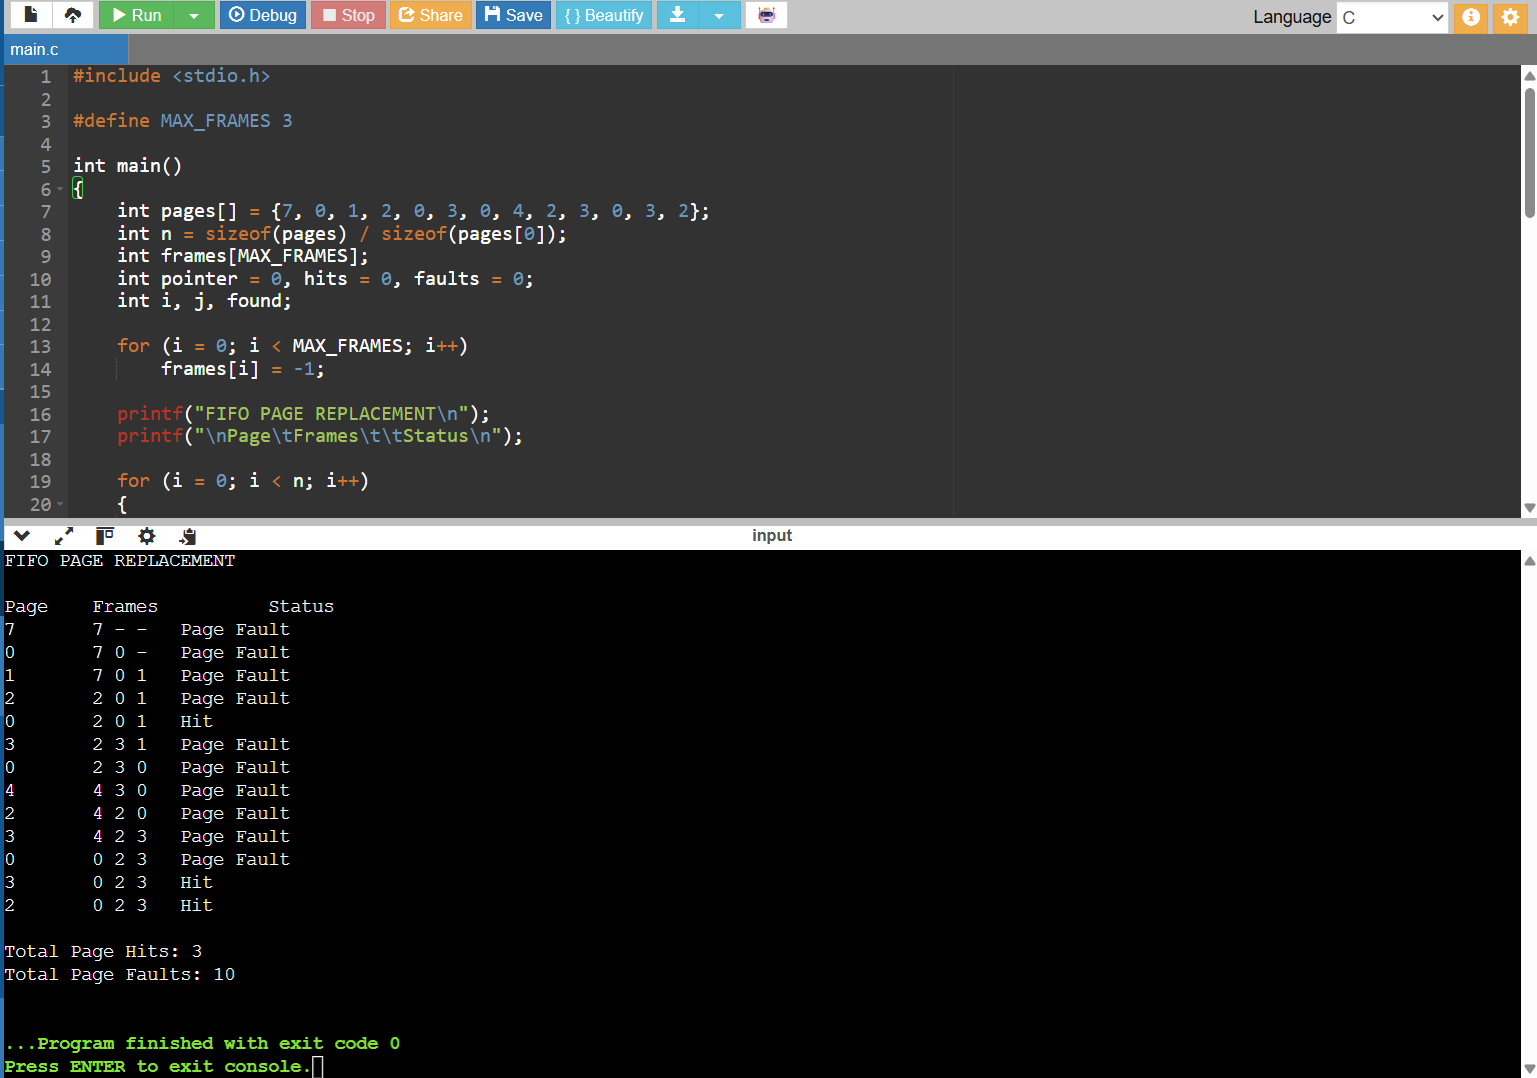 Run Debug Stop Share Save { } Beautify Language C
main.c
1 #include <stdio.h>
2
3 #define MAX_FRAMES 3
4
5 int main()
6 {
7     int pages[] = {7, 0, 1, 2, 0, 3, 0, 4, 2, 3, 0, 3, 2};
8     int n = sizeof(pages) / sizeof(pages[0]);
9     int frames[MAX_FRAMES];
10     int pointer = 0, hits = 0, faults = 0;
11     int i, j, found;
12
13     for (i = 0; i < MAX_FRAMES; i++)
14         frames[i] = -1;
15
16     printf("FIFO PAGE REPLACEMENT\n");
17     printf("\nPage\tFrames\t\tStatus\n");
18
19     for (i = 0; i < n; i++)
20     {
input
FIFO PAGE REPLACEMENT
Page    Frames          Status
7       7 - -   Page Fault
0       7 0 -   Page Fault
1       7 0 1   Page Fault
2       2 0 1   Page Fault
0       2 0 1   Hit
3       2 3 1   Page Fault
0       2 3 0   Page Fault
4       4 3 0   Page Fault
2       4 2 0   Page Fault
3       4 2 3   Page Fault
0       0 2 3   Page Fault
3       0 2 3   Hit
2       0 2 3   Hit
Total Page Hits: 3
Total Page Faults: 10
...Program finished with exit code 0
Press ENTER to exit console.